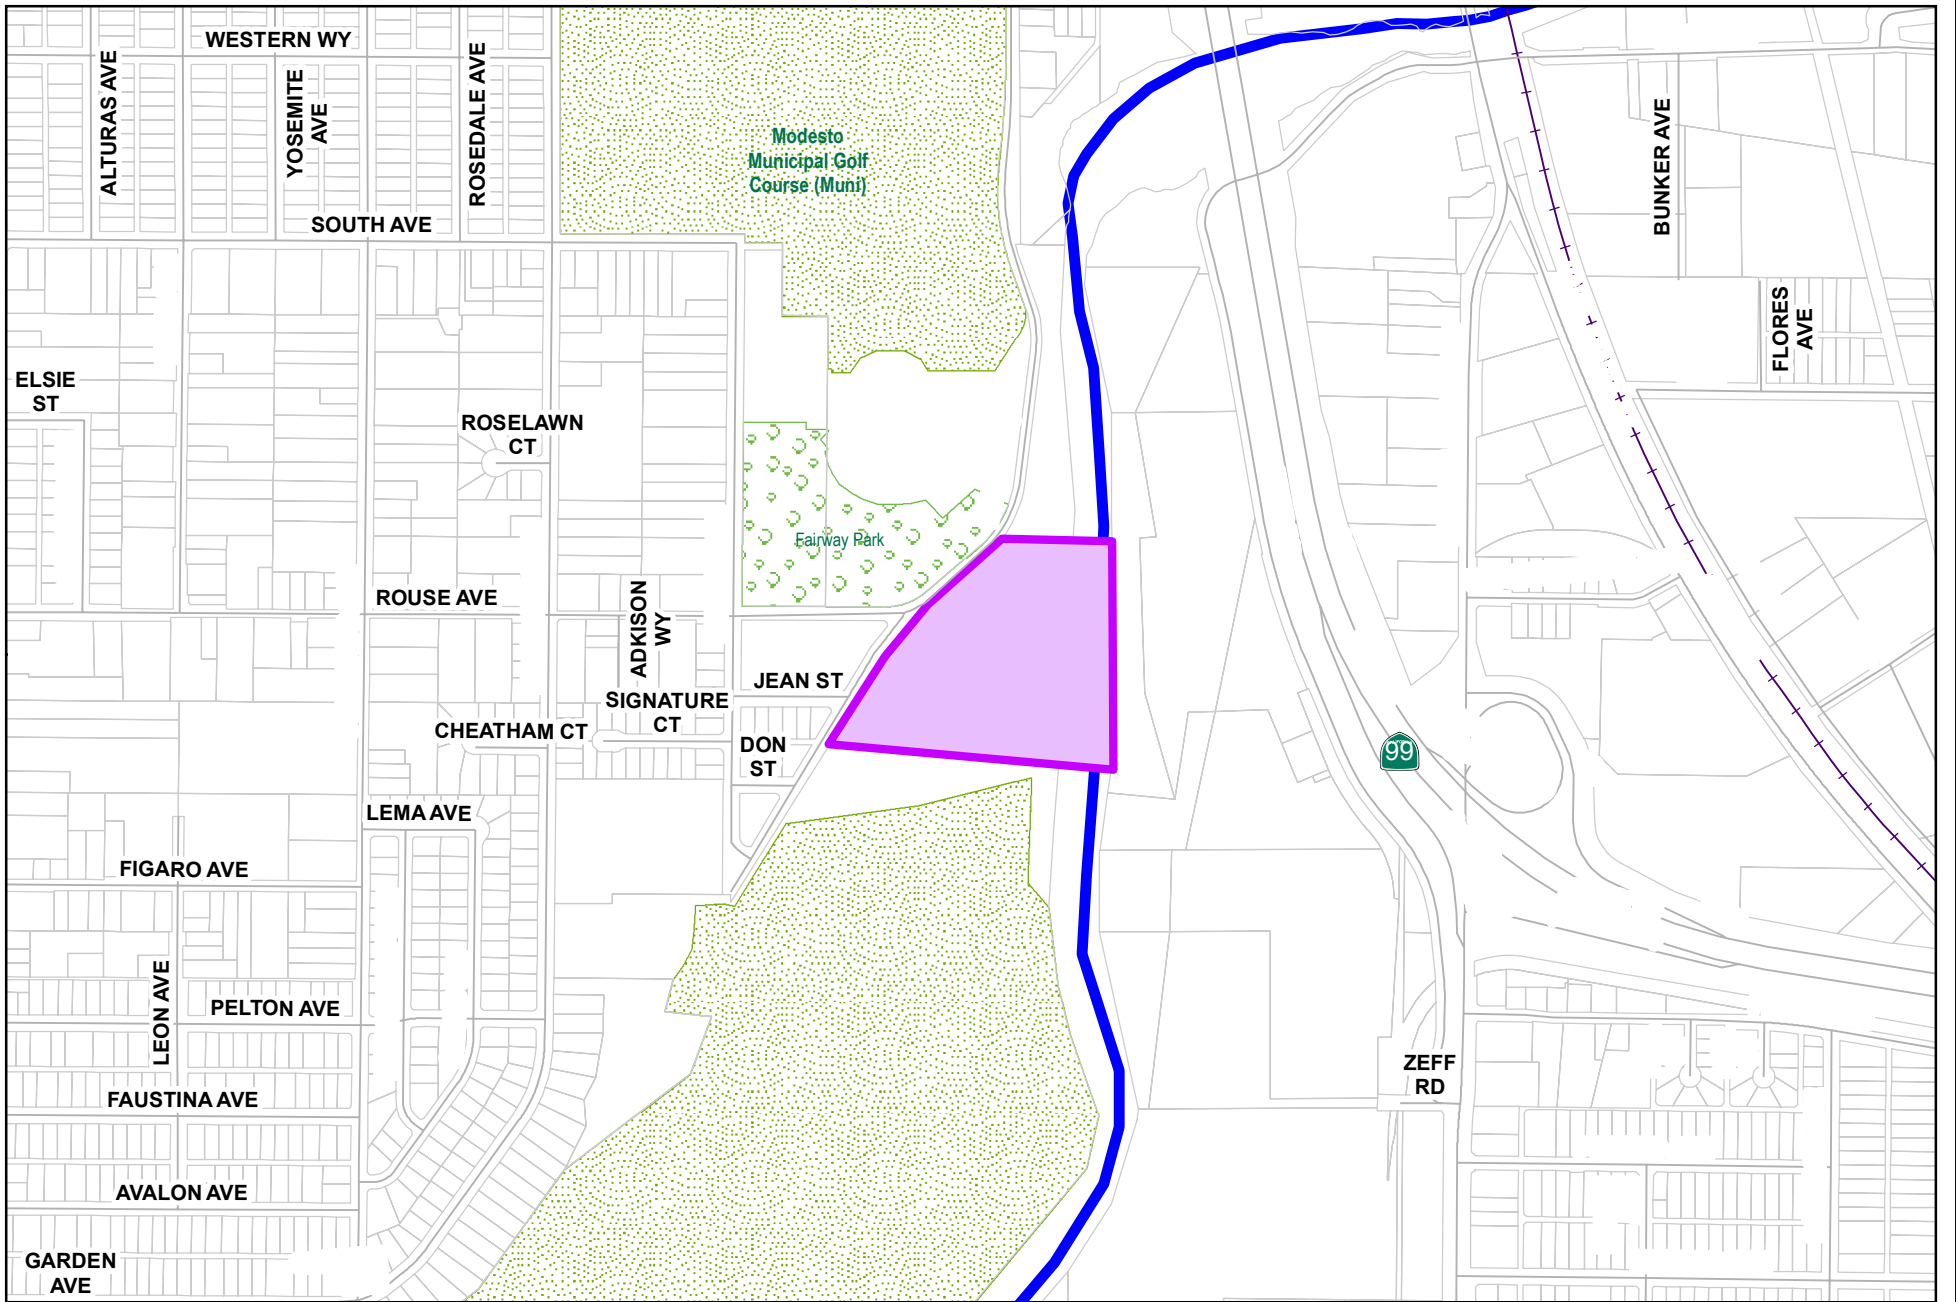 WESTERN WY
ALTURAS AVE
YOSEMITE
AVE
ROSEDALE AVE
SOUTH AVE
Modesto
Municipal Golf
Course (Muni)
BUNKER AVE
FLORES
AVE
ELSIE
ST
ROSELAWN
CT
Fairway Park
ROUSE AVE
ADKISON
WY
JEAN ST
SIGNATURE
CT
CHEATHAM CT
DON
ST
99
LEMA AVE
FIGARO AVE
LEON AVE
PELTON AVE
ZEFF
RD
FAUSTINA AVE
AVALON AVE
GARDEN
AVE